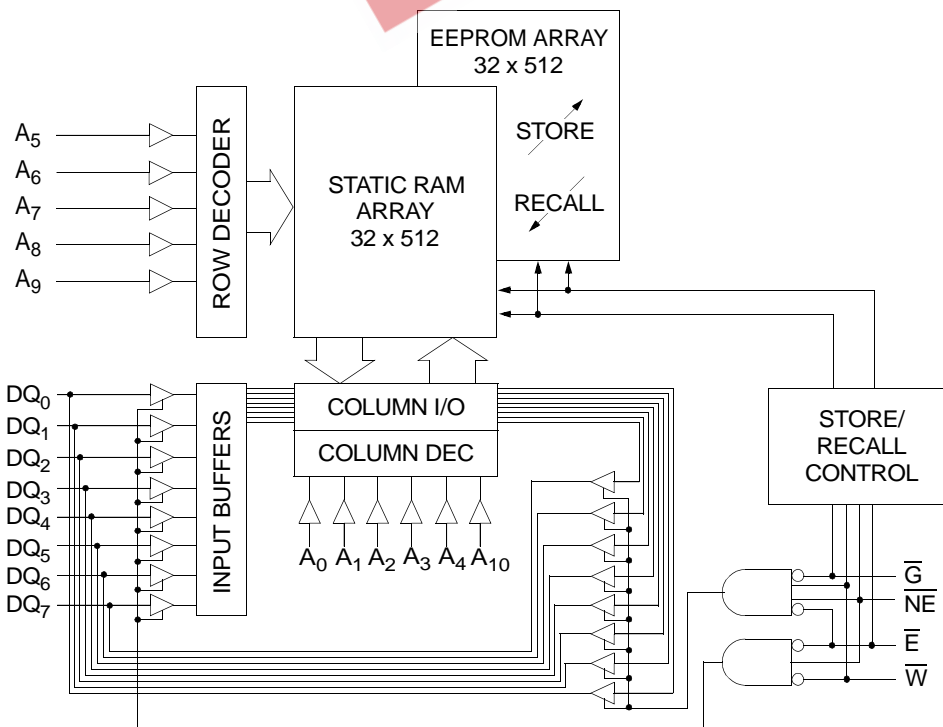 EEPROM ARRAY
32 x 512
STORE
RECALL
STATIC RAM
ARRAY
32 x 512
A5
A6
A7
A8
A9
ROW DECODER
DQ0
DQ1
DQ2
DQ3
DQ4
DQ5
DQ6
DQ7
INPUT BUFFERS
COLUMN I/O
COLUMN DEC
A0 A1 A2 A3 A4 A10
STORE/
RECALL
CONTROL
G̅
N̅E̅
E̅
W̅